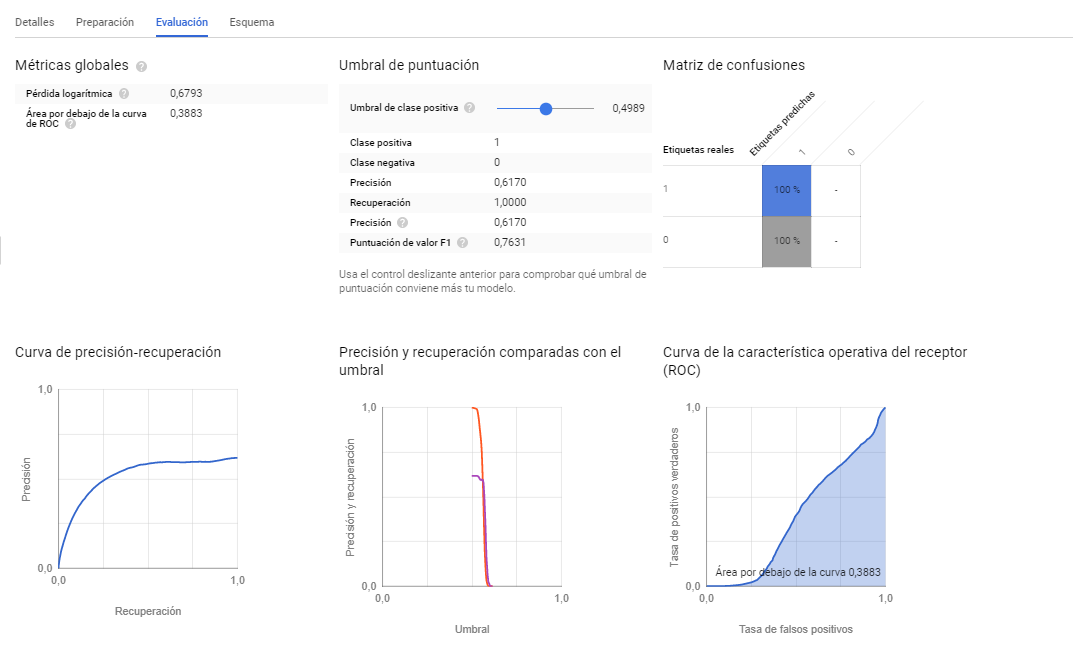 Detalles Preparación Evaluación Esquema
Métricas globales
Pérdida logarítmica 0,6793
Área por debajo de la curva de ROC 0,3883
Umbral de puntuación
Umbral de clase positiva 0,4989
Clase positiva 1
Clase negativa 0
Precisión 0,6170
Recuperación 1,0000
Precisión 0,6170
Puntuación de valor F1 0,7631
Usa el control deslizante anterior para comprobar qué umbral de
puntuación conviene más tu modelo.
Matriz de confusiones
Etiquetas predichas
Etiquetas reales 1 0
1 100 % -
0 100 % -
Curva de precisión-recuperación
1,0
Precisión
0,0
0,0 1,0
Recuperación
Precisión y recuperación comparadas con el
umbral
1,0
Precisión y recuperación
0,0
0,0 1,0
Umbral
Curva de la característica operativa del receptor
(ROC)
1,0
Tasa de positivos verdaderos
Área por debajo de la curva 0,3883
0,0
0,0 1,0
Tasa de falsos positivos